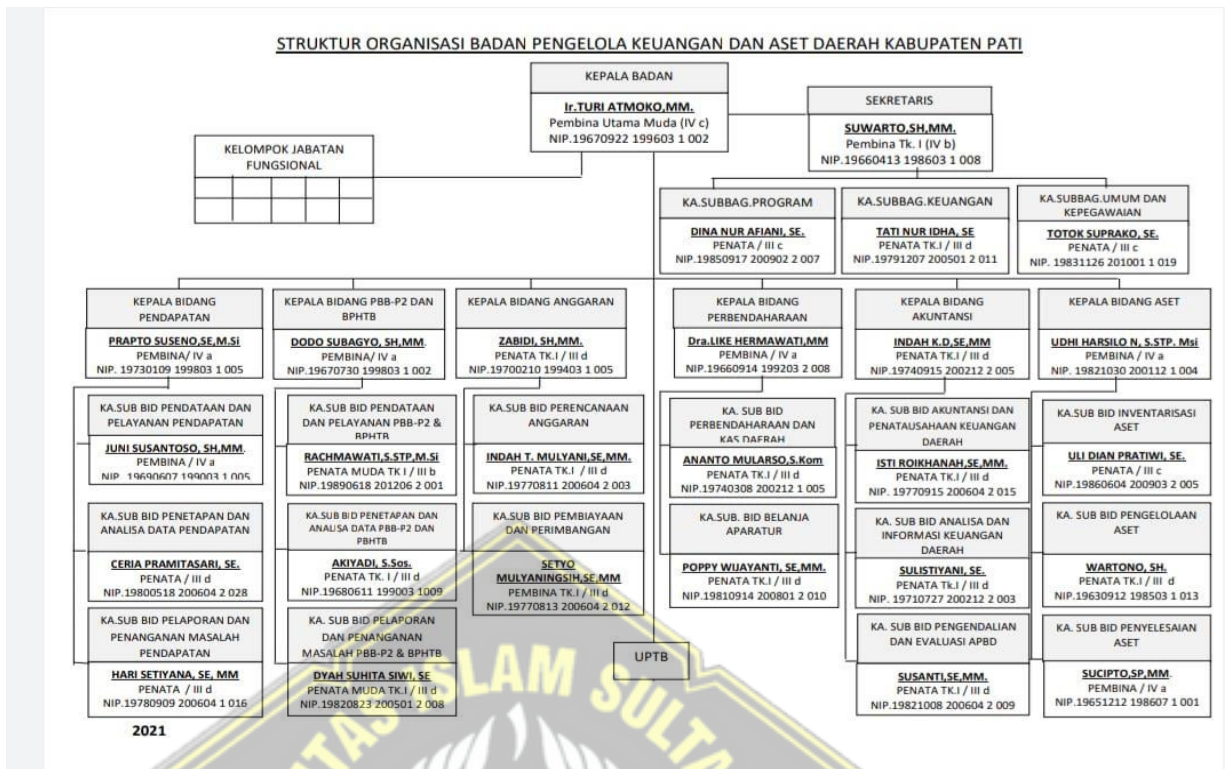 STRUKTUR ORGANISASI BADAN PENGELOLA KEUANGAN DAN ASET DAERAH KABUPATEN PATI
KEPALA BADAN
Ir.TURI ATMOKO,MM.
Pembina Utama Muda (IV c)
NIP.19670922 199603 1 002
SEKRETARIS
SUWARTO,SH,MM.
Pembina Tk. I (IV b)
NIP.19660413 198603 1 008
KELOMPOK JABATAN
FUNGSIONAL
KA.SUBBAG.PROGRAM
DINA NUR AFIANI, SE.
PENATA / III c
NIP.19850917 200902 2 007
KA.SUBBAG.KEUANGAN
TATI NUR IDHA, SE
PENATA TK.I / III d
NIP.19791207 200501 2 011
KA.SUBBAG.UMUM DAN
KEPEGAWAIAN
TOTOK SUPRAKO, SE.
PENATA / III c
NIP. 19831126 201001 1 019
KEPALA BIDANG
PENDAPATAN
PRAPTO SUSENO,SE,M.Si
PEMBINA/ IV a
NIP. 19730109 199803 1 005
KEPALA BIDANG PBB-P2 DAN
BPHTB
DODO SUBAGYO, SH,MM.
PEMBINA/ IV a
NIP.19670730 199803 1 002
KEPALA BIDANG ANGGARAN
ZABIDI, SH,MM.
PENATA TK.I / III d
NIP.19700210 199403 1 005
KEPALA BIDANG
PERBENDAHARAAN
Dra.LIKE HERMAWATI,MM
PEMBINA / IV a
NIP.19660914 199203 2 008
KEPALA BIDANG
AKUNTANSI
INDAH K.D,SE,MM
PENATA TK.I / III d
NIP.19740915 200212 2 005
KEPALA BIDANG ASET
UDHI HARSILO N, S.STP. Msi
PEMBINA / IV a
NIP. 19821030 200112 1 004
KA.SUB BID PENDATAAN DAN
PELAYANAN PENDAPATAN
JUNI SUSANTOSO, SH,MM.
PEMBINA / IV a
NIP. 19690607 199003 1 005
KA.SUB BID PENDATAAN
DAN PELAYANAN PBB-P2 &
BPHTB
RACHMAWATI,S.STP,M.Si
PENATA MUDA TK I / III b
NIP.19890618 201206 2 001
KA.SUB BID PERENCANAAN
ANGGARAN
INDAH T. MULYANI,SE,MM.
PENATA TK.I / III d
NIP.19770811 200604 2 003
KA. SUB BID
PERBENDAHARAAN DAN
KAS DAERAH
ANANTO MULARSO,S.Kom
PENATA TK.I / III d
NIP.19740308 200212 1 005
KA. SUB BID AKUNTANSI DAN
PENATAUSAHAAN KEUANGAN
DAERAH
ISTI ROIKHANAH,SE,MM.
PENATA TK.I / III d
NIP. 19770915 200604 2 015
KA.SUB BID INVENTARISASI
ASET
ULI DIAN PRATIWI, SE.
PENATA / III c
NIP.19860604 200903 2 005
KA.SUB BID PENETAPAN DAN
ANALISA DATA PENDAPATAN
CERIA PRAMITASARI, SE.
PENATA / III d
NIP.19800518 200604 2 028
KA.SUB BID PENETAPAN DAN
ANALISA DATA PBB-P2 DAN
PBHTB
AKIYADI, S.Sos.
PENATA TK. I / III d
NIP.19680611 199003 1009
KA.SUB BID PEMBIAYAAN
DAN PERIMBANGAN
SETYO
MULYANINGSIH,SE,MM
PEMBINA TK.I / III d
NIP.19770813 200604 2 012
KA.SUB. BID BELANJA
APARATUR
POPPY WIJAYANTI, SE,MM.
PENATA TK.I / III d
NIP.19810914 200801 2 010
KA. SUB BID ANALISA DAN
INFORMASI KEUANGAN
DAERAH
SULISTIYANI, SE.
PENATA TK.I / III d
NIP.19710727 200212 2 003
KA. SUB BID PENGELOLAAN
ASET
WARTONO, SH.
PENATA TK.I / III d
NIP.19630912 198503 1 013
KA.SUB BID PELAPORAN DAN
PENANGANAN MASALAH
PENDAPATAN
HARI SETIYANA, SE, MM
PENATA / III d
NIP.19780909 200604 1 016
KA. SUB BID PELAPORAN
DAN PENANGANAN
MASALAH PBB-P2 & BPHTB
DYAH SUHITA SIWI, SE
PENATA MUDA TK.I / III d
NIP.19820823 200501 2 008
UPTB
KA. SUB BID PENGENDALIAN
DAN EVALUASI APBD
SUSANTI,SE,MM.
PENATA TK.I / III d
NIP.19821008 200604 2 009
KA. SUB BID PENYELESAIAN
ASET
SUCIPTO,SP,MM.
PEMBINA / IV a
NIP.19651212 198607 1 001
2021
ISLAM